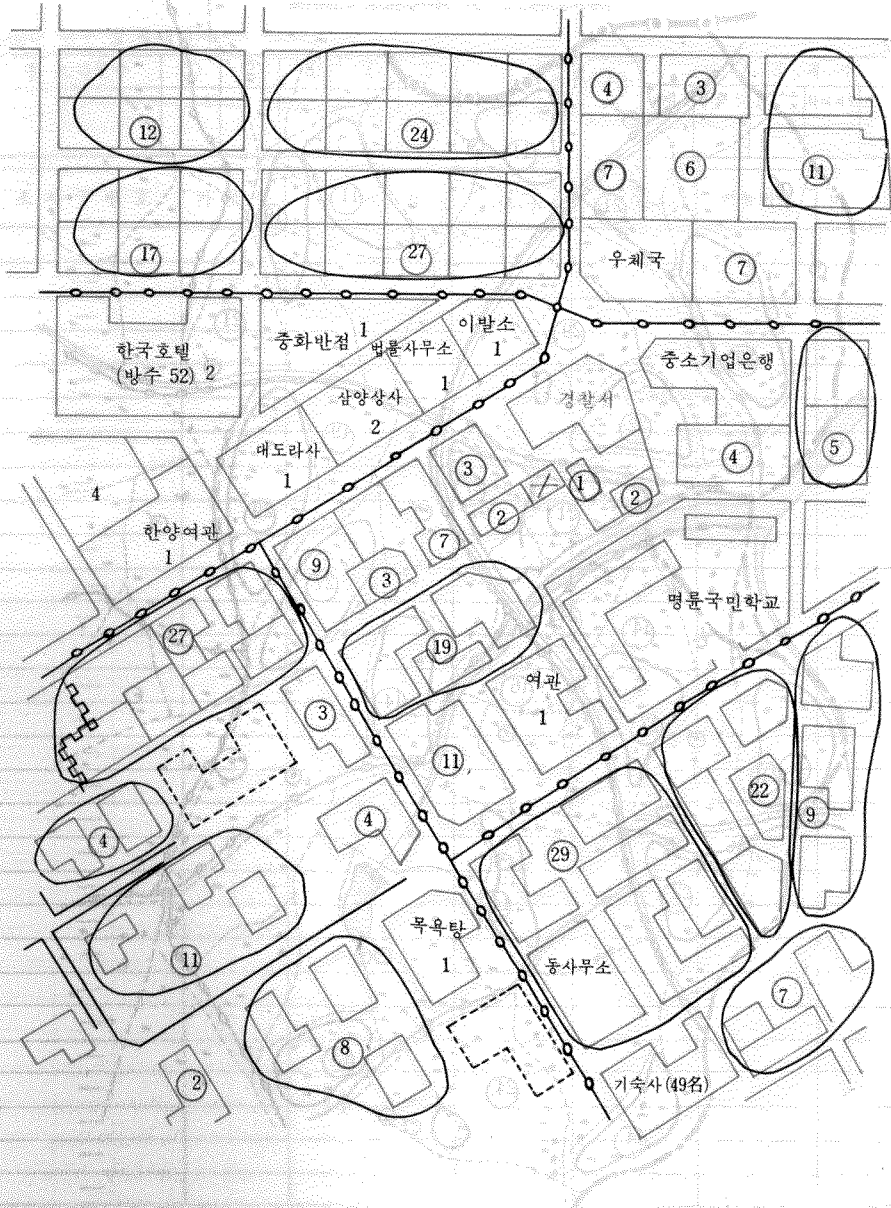 ④ ③
⑫ ㉔ ⑦ ⑥ ⑪
⑰ ㉗ 우체국 ⑦
한국호텔
(방수 52) 2
중화반점 1
법률사무소
1
이발소
1
삼양상사
2
대도라사
1
중소기업은행
경찰서
④ ⑤
4
한양여관
1
③ ② ① ②
⑨ ③ ⑦
명륜국민학교
㉗ ⑲
여관
1
③ ⑪
㉒ ⑨
④ ④ ㉙
목욕탕
1
동사무소
⑪ ⑦
② ⑧
기숙사(49名)